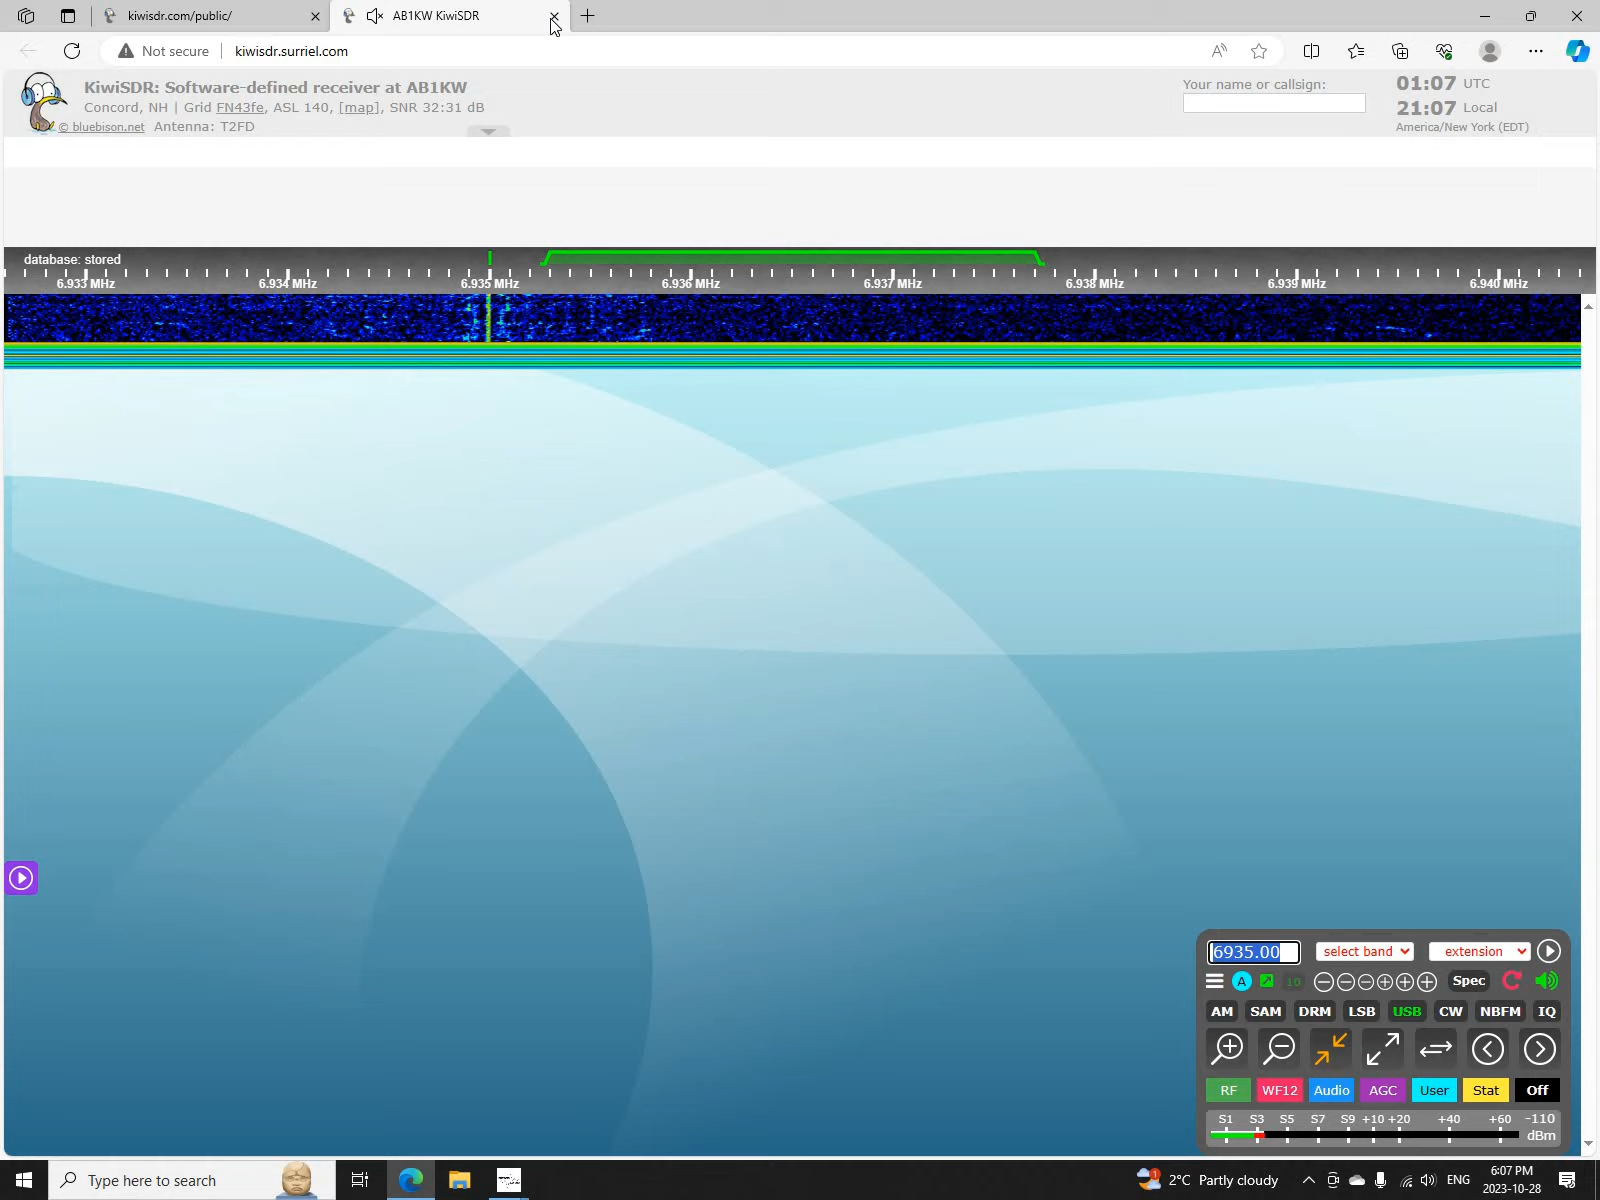 kiwisdr.com/public/
AB1KW KiwiSDR
Not secure
kiwisdr.surriel.com
KiwiSDR: Software-defined receiver at AB1KW
Concord, NH | Grid FN43fe, ASL 140, [map], SNR 32:31 dB
© bluebison.net Antenna: T2FD
Your name or callsign:
01:07 UTC
21:07 Local
America/New York (EDT)
database: stored
6.933 MHz 6.934 MHz 6.935 MHz 6.936 MHz 6.937 MHz 6.938 MHz 6.939 MHz 6.940 MHz
6935.00 select band extension
A 10 Spec
AM SAM DRM LSB USB CW NBFM IQ
RF WF12 Audio AGC User Stat Off
S1 S3 S5 S7 S9 +10 +20 +40 +60 -110
dBm
Type here to search
1 2°C Partly cloudy
ENG
6:07 PM
2023-10-28